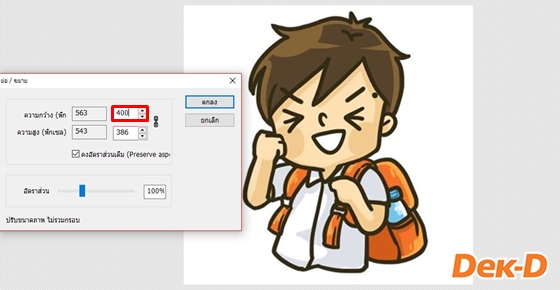 ย่อ / ขยาย
ความกว้าง (พิก 563 400
ความสูง (พิกเซล) 543 386
คงอัตราส่วนเดิม (Preserve aspe
อัตราส่วน 100%
ปรับขนาดภาพ ไม่รวมกรอบ
ตกลง
ยกเลิก
Dek-D